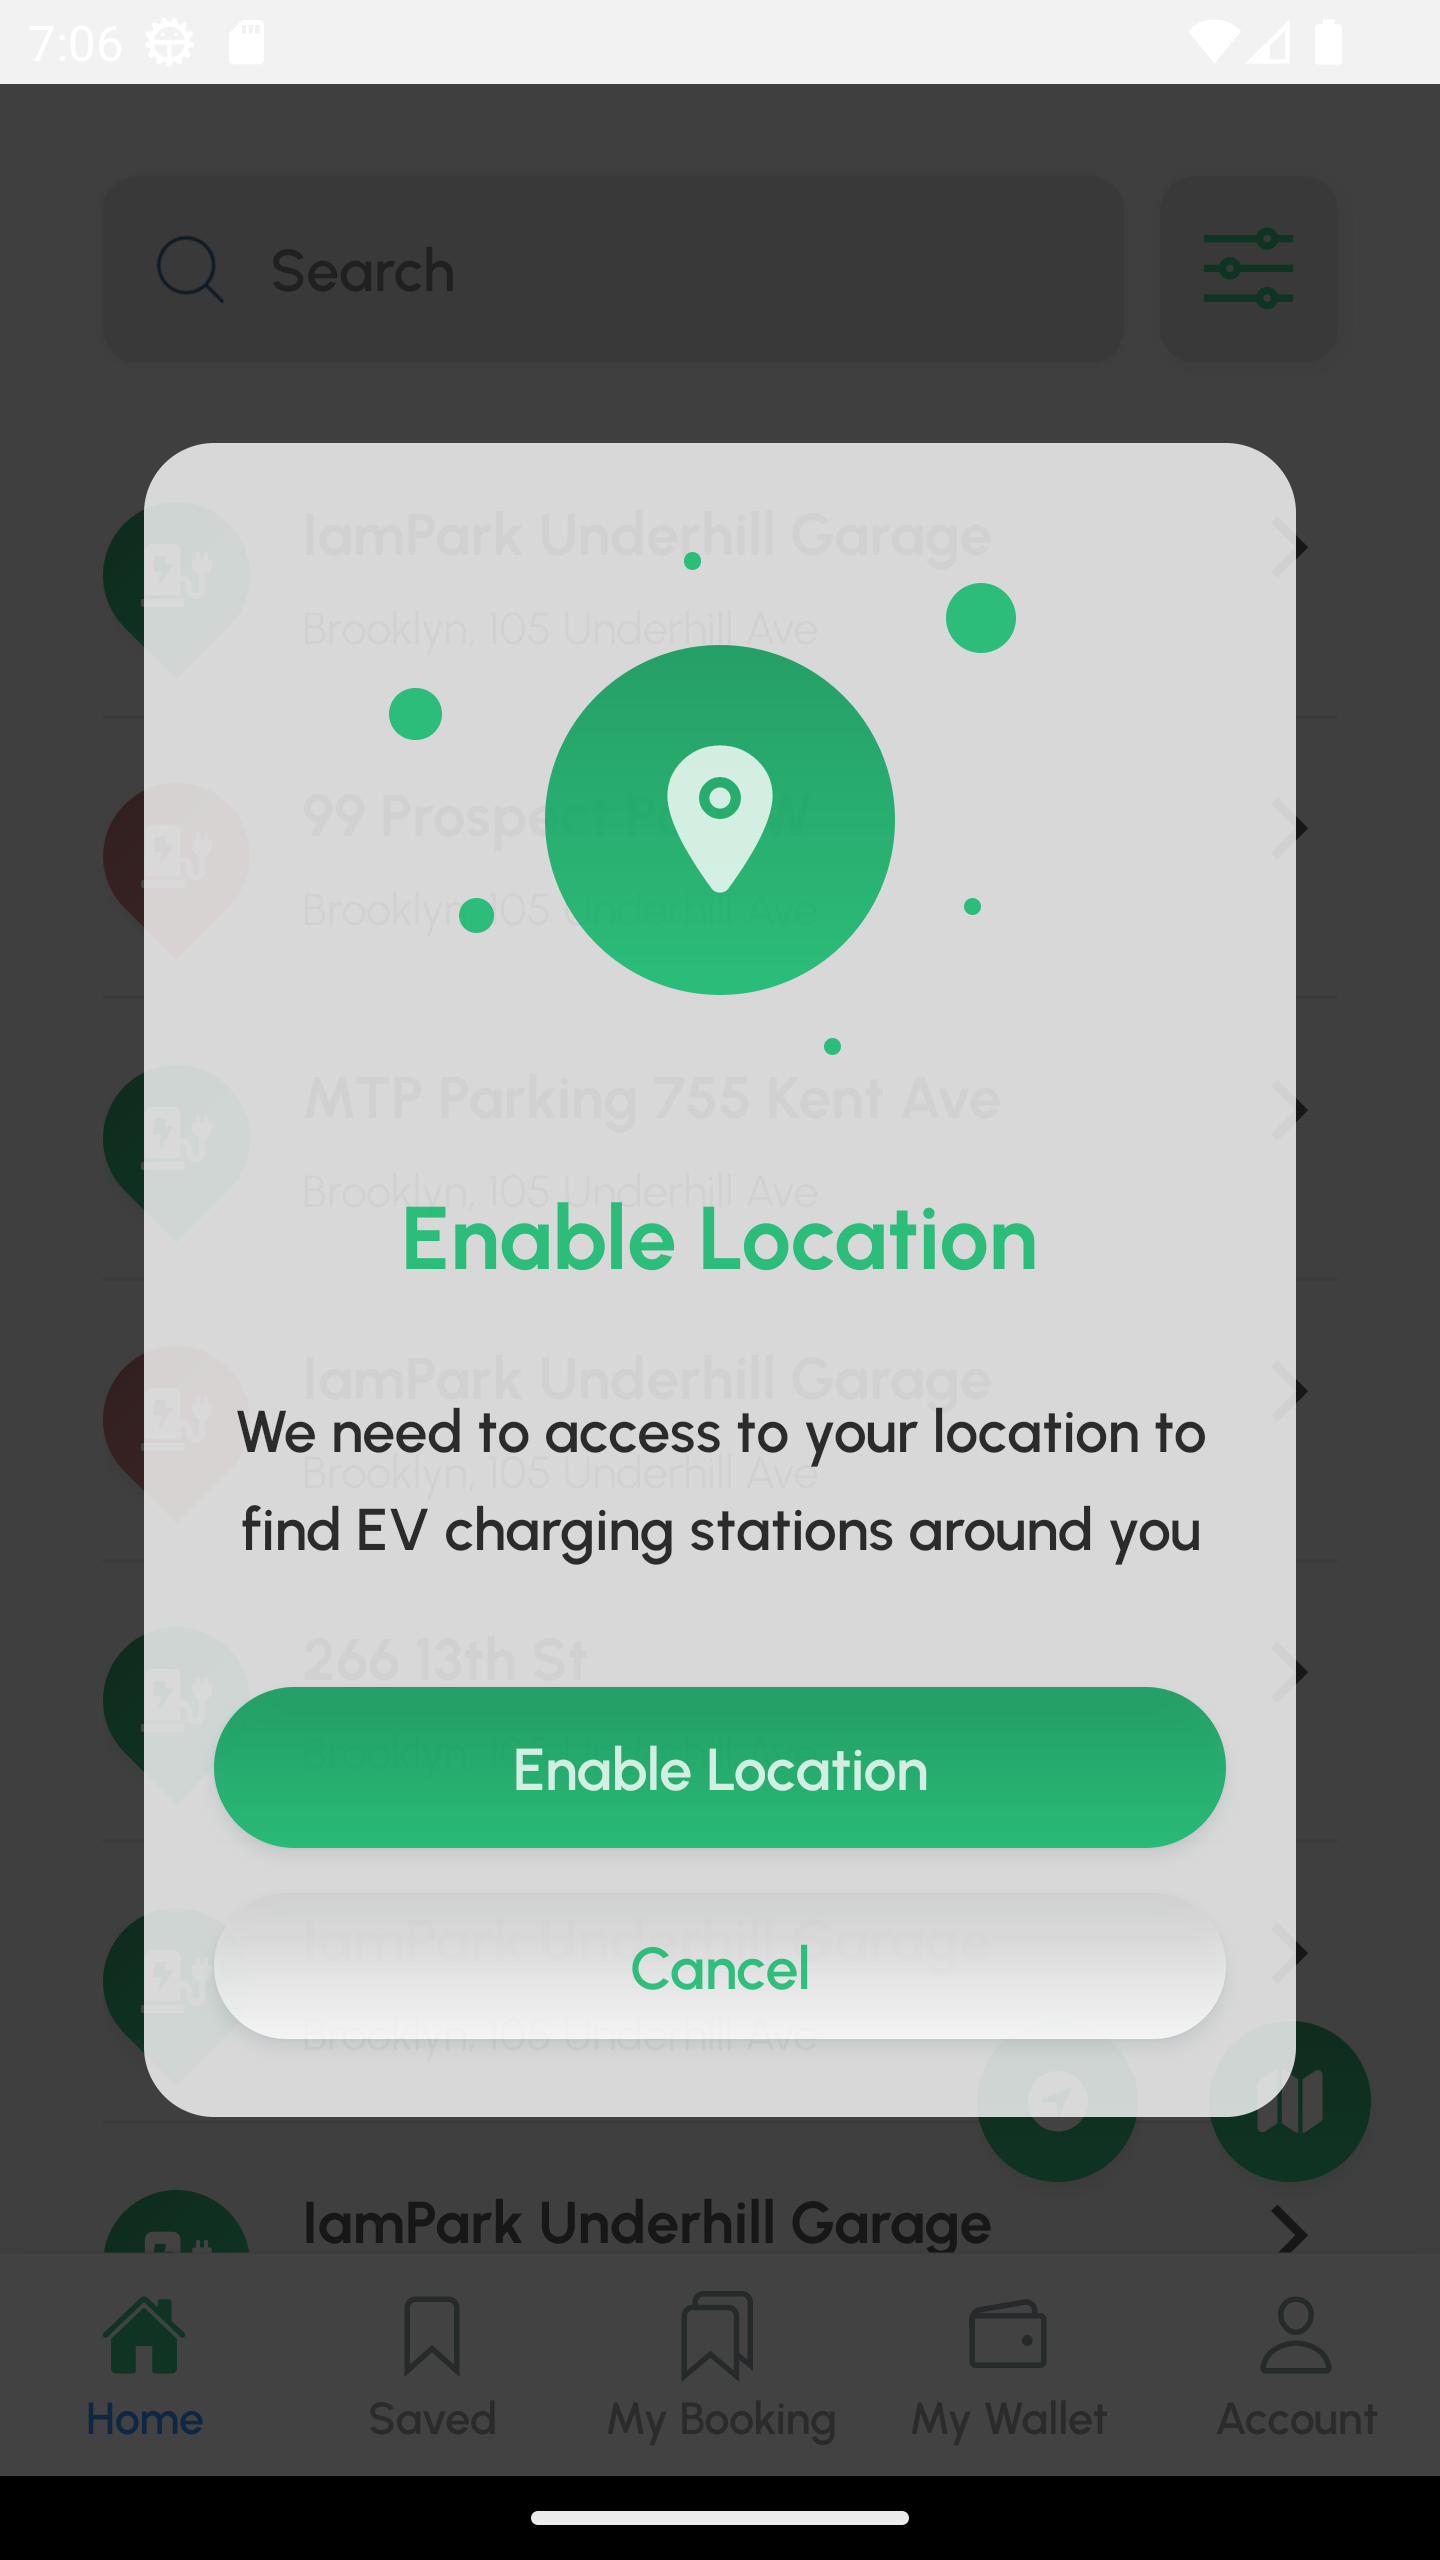 7:06
Search
IamPark Underhill Garage
Brooklyn, 105 Underhill Ave
99 Prospect P W
Brooklyn, 105 Underhill Ave
MTP Parking 755 Kent Ave
Brooklyn, 105 Underhill Ave
Enable Location
IamPark Underhill Garage
We need to access to your location to
Brooklyn, 105 Underhill Ave
find EV charging stations around you
266 13th St
Enable Location
IamPark Underhill Garage
Cancel
Brooklyn, 105 Underhill Ave
IamPark Underhill Garage
Home
Saved
My Booking
My Wallet
Account